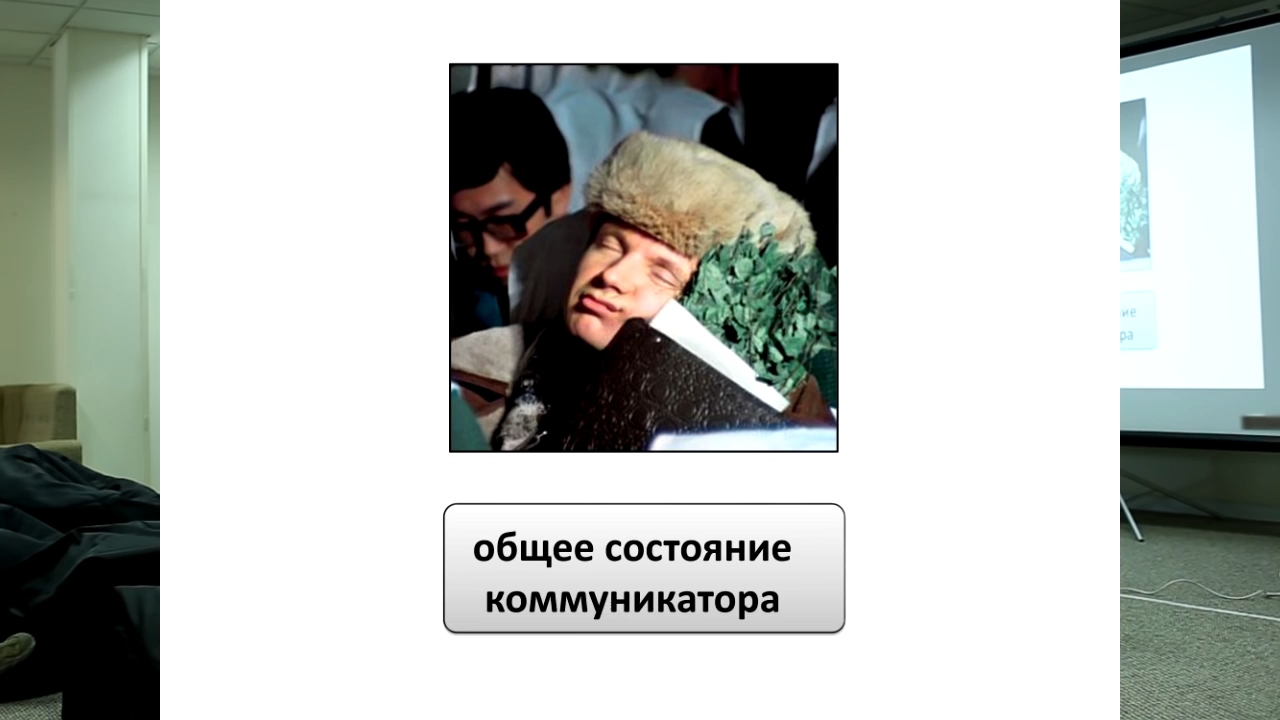 общее состояние
коммуникатора